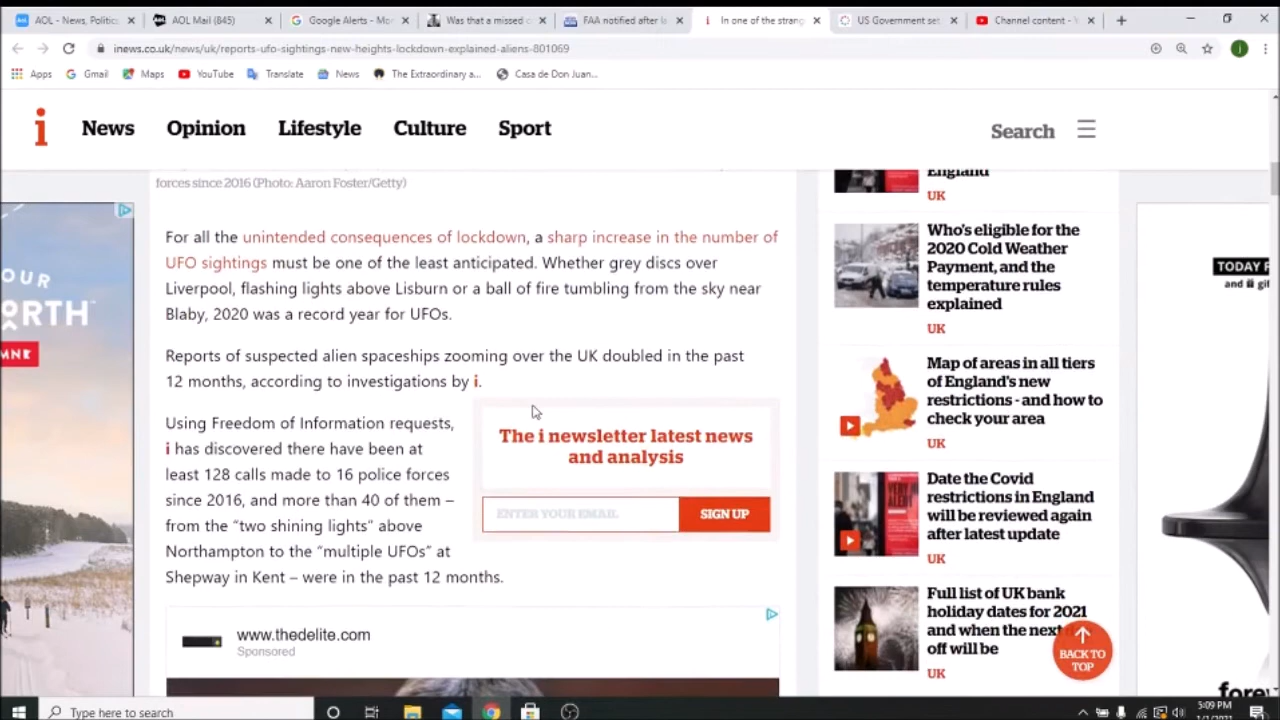 AOL - News, Politic
AOL Mail (845)
Google Alerts - Mon
Was that a missed c
FAA notified after la
In one of the strang
US Government set
Channel content - Y
inews.co.uk/news/uk/reports-ufo-sightings-new-heights-lockdown-explained-aliens-801069
Apps
Gmail
Maps
YouTube
Translate
News
The Extraordinary a...
Casa de Don Juan...
i
News
Opinion
Lifestyle
Culture
Sport
Search
forces since 2016 (Photo: Aaron Foster/Getty)
For all the unintended consequences of lockdown, a sharp increase in the number of
UFO sightings must be one of the least anticipated. Whether grey discs over
Liverpool, flashing lights above Lisburn or a ball of fire tumbling from the sky near
Blaby, 2020 was a record year for UFOs.
Reports of suspected alien spaceships zooming over the UK doubled in the past
12 months, according to investigations by i.
Using Freedom of Information requests,
i has discovered there have been at
least 128 calls made to 16 police forces
since 2016, and more than 40 of them –
from the “two shining lights” above
Northampton to the “multiple UFOs” at
Shepway in Kent – were in the past 12 months.
The i newsletter latest news
and analysis
ENTER YOUR EMAIL
SIGN UP
www.thedelite.com
Sponsored
England
UK
Who's eligible for the
2020 Cold Weather
Payment, and the
temperature rules
explained
UK
Map of areas in all tiers
of England's new
restrictions - and how to
check your area
UK
Date the Covid
restrictions in England
will be reviewed again
after latest update
UK
Full list of UK bank
holiday dates for 2021
and when the next
off will be
UK
BACK TO
TOP
OUR
ORTH
TODAY
and gif
fore
Type here to search
5:09 PM
1/1/2021